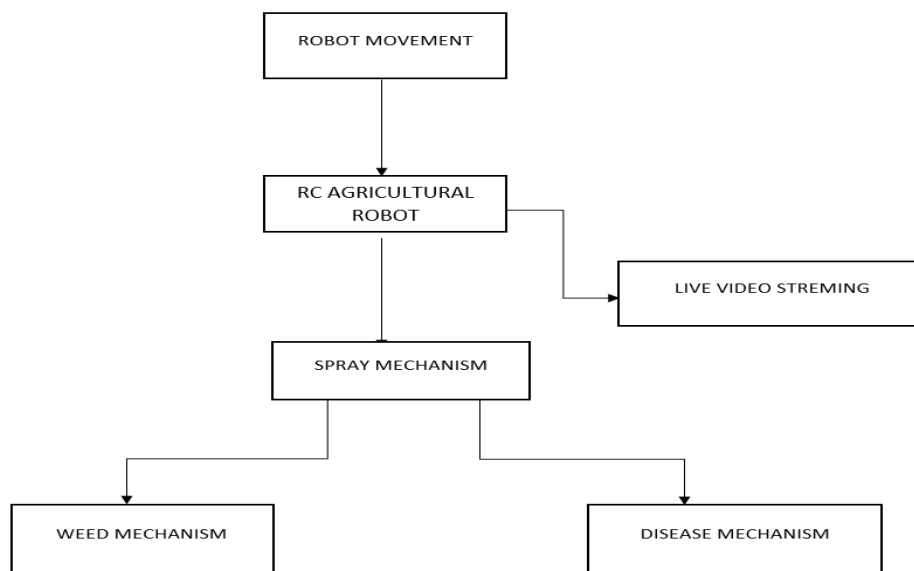 ROBOT MOVEMENT
RC AGRICULTURAL
ROBOT
LIVE VIDEO STREMING
SPRAY MECHANISM
WEED MECHANISM
DISEASE MECHANISM